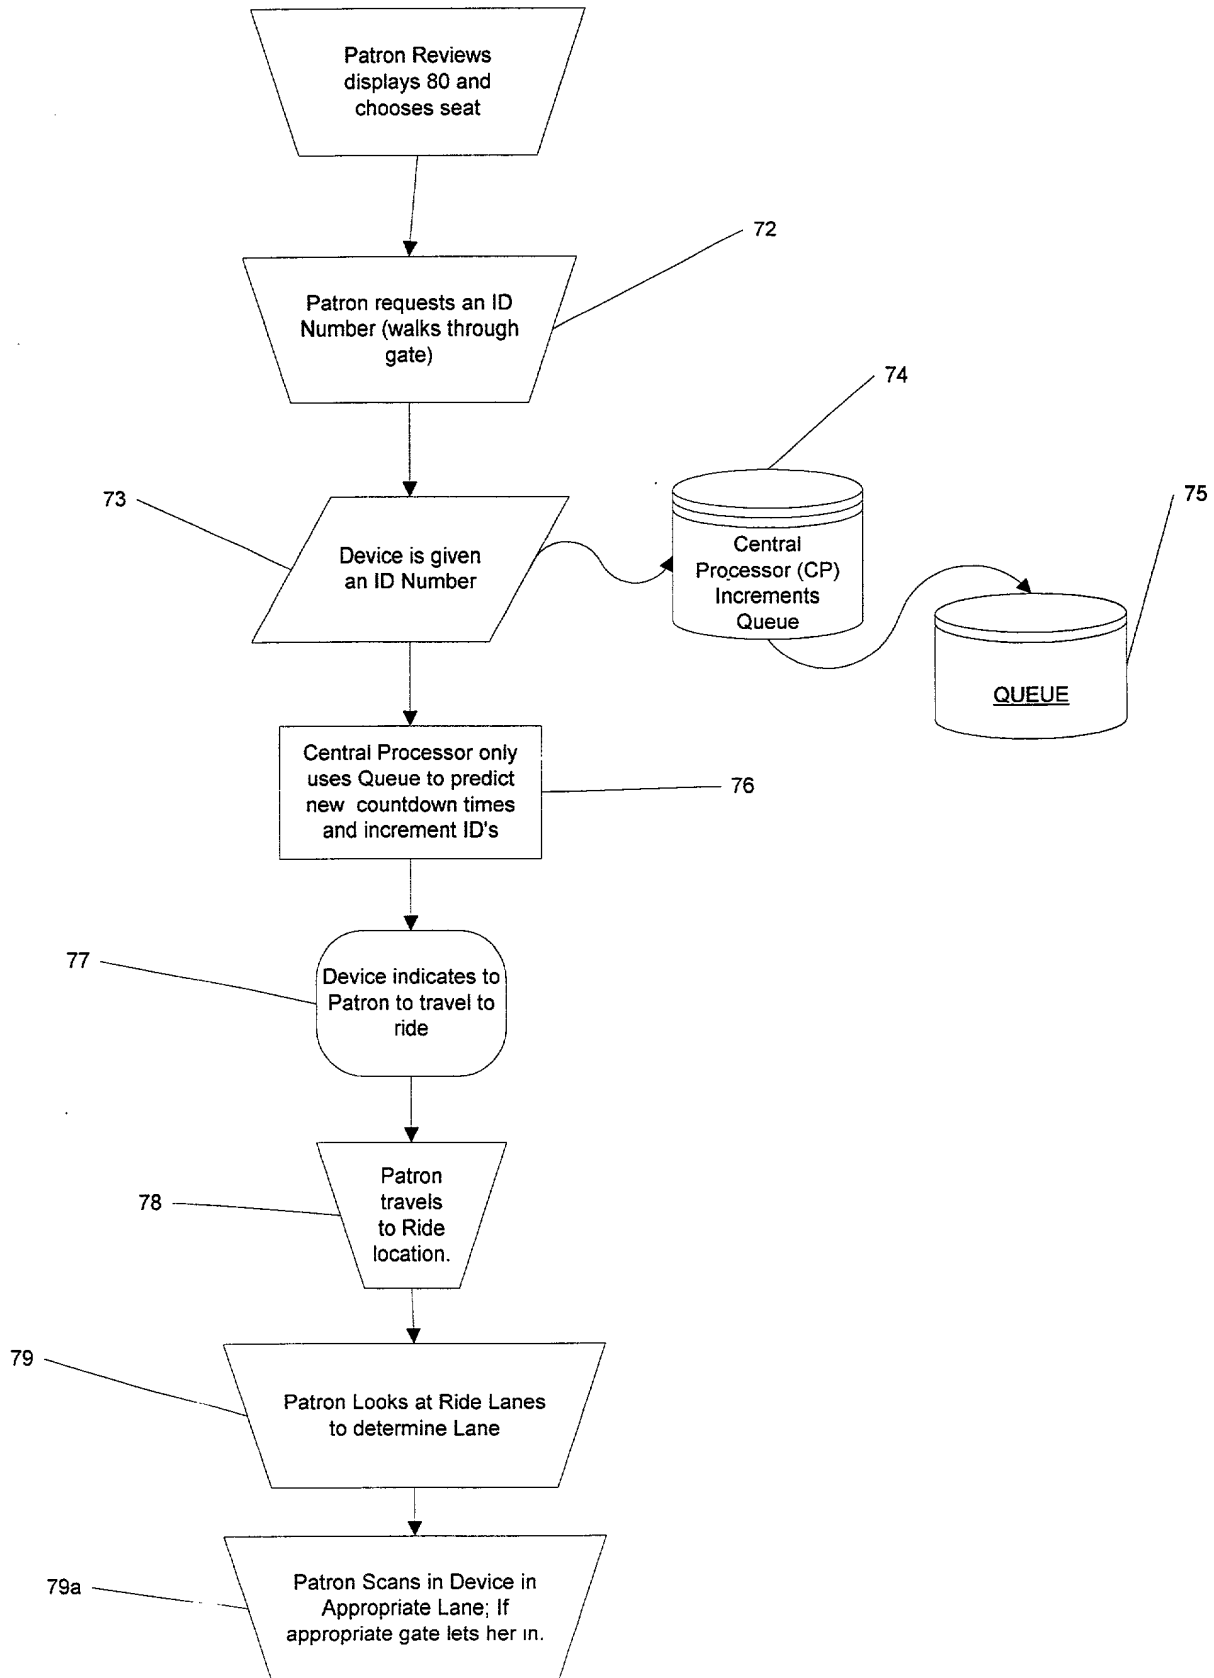 Patron Reviews
displays 80 and
chooses seat
72
Patron requests an ID
Number (walks through
gate)
74
73
75
Device is given
an ID Number
Central
Processor (CP)
Increments
Queue
QUEUE
Central Processor only
uses Queue to predict
new countdown times
and increment ID's
76
77
Device indicates to
Patron to travel to
ride
78
Patron
travels
to Ride
location.
79
Patron Looks at Ride Lanes
to determine Lane
79a
Patron Scans in Device in
Appropriate Lane; If
appropriate gate lets her in.